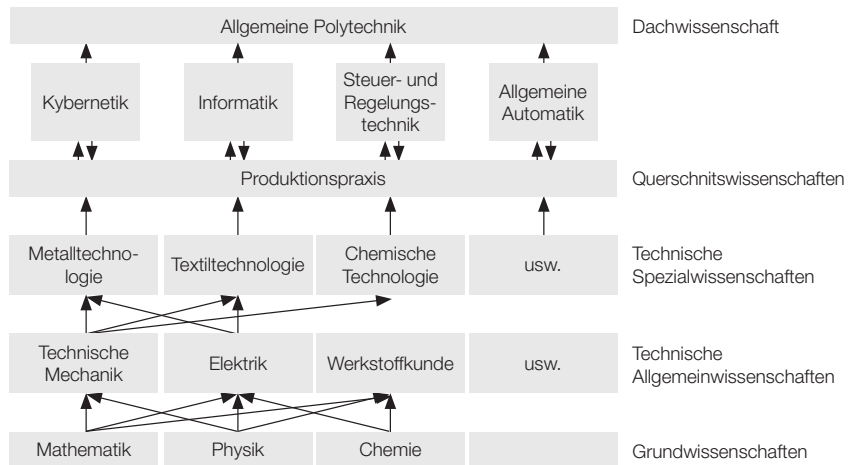 Allgemeine Polytechnik
Dachwissenschaft
Kybernetik
Informatik
Steuer- und
Regelungs-
technik
Allgemeine
Automatik
Produktionspraxis
Querschnitswissenschaften
Metalltechno-
logie
Textiltechnologie
Chemische
Technologie
usw.
Technische
Spezialwissenschaften
Technische
Mechanik
Elektrik
Werkstoffkunde
usw.
Technische
Allgemeinwissenschaften
Mathematik
Physik
Chemie
Grundwissenschaften